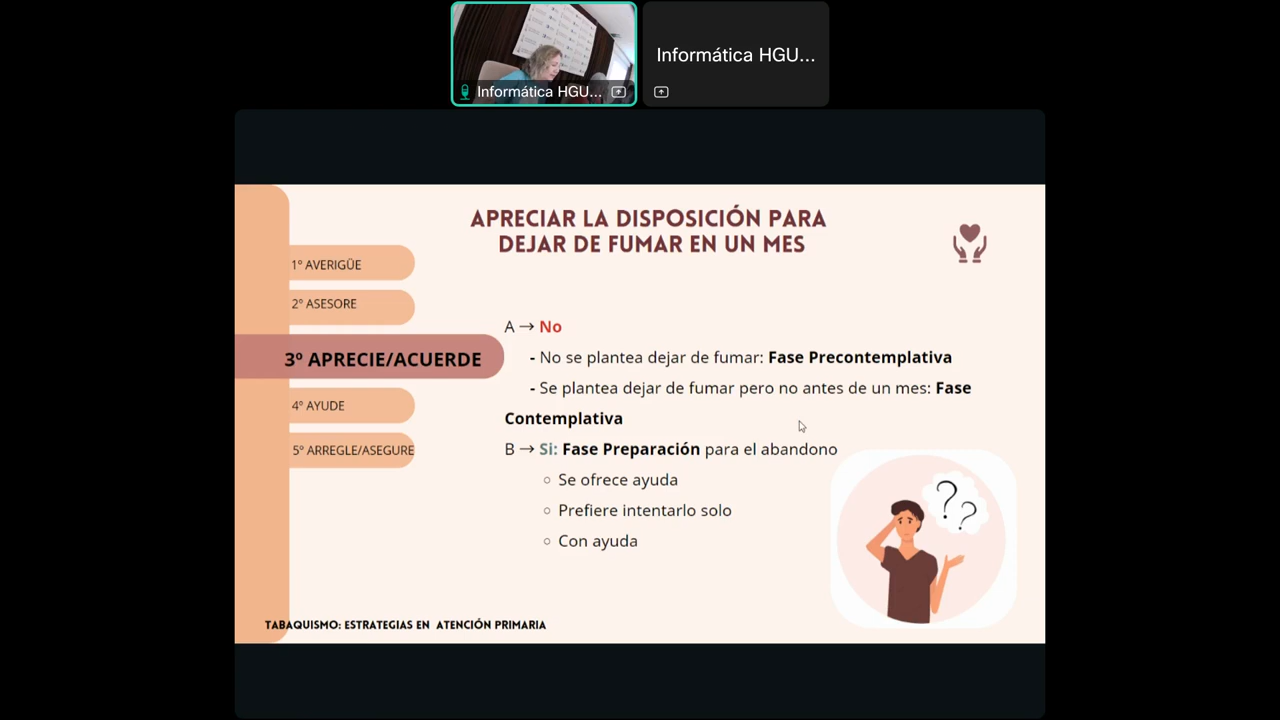 Informática HGU...
Informática HGU...
APRECIAR LA DISPOSICIÓN PARA
DEJAR DE FUMAR EN UN MES
1º AVERIGÜE
2º ASESORE
3º APRECIE/ACUERDE
4º AYUDE
5º ARREGLE/ASEGURE
A → No
- No se plantea dejar de fumar: Fase Precontemplativa
- Se plantea dejar de fumar pero no antes de un mes: Fase
Contemplativa
B → Si: Fase Preparación para el abandono
○ Se ofrece ayuda
○ Prefiere intentarlo solo
○ Con ayuda
? ?
TABAQUISMO: ESTRATEGIAS EN ATENCIÓN PRIMARIA